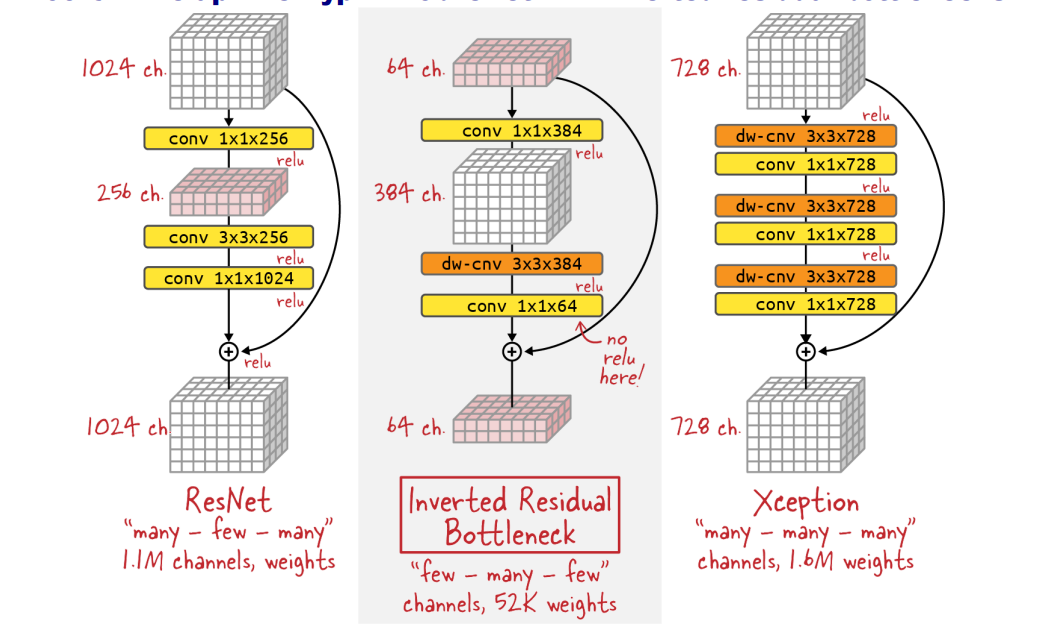 1024 ch.
conv 1x1x256
relu
256 ch.
conv 3x3x256
relu
conv 1x1x1024
relu
relu
1024 ch.
ResNet
“many – few – many”
1.1M channels, weights
64 ch.
conv 1x1x384
relu
384 ch.
dw-cnv 3x3x384
relu
conv 1x1x64
no
relu
here!
64 ch.
Inverted Residual
Bottleneck
“few – many – few”
channels, 52K weights
728 ch.
relu
dw-cnv 3x3x728
conv 1x1x728
relu
dw-cnv 3x3x728
conv 1x1x728
relu
dw-cnv 3x3x728
conv 1x1x728
728 ch.
Xception
“many – many – many”
channels, 1.6M weights